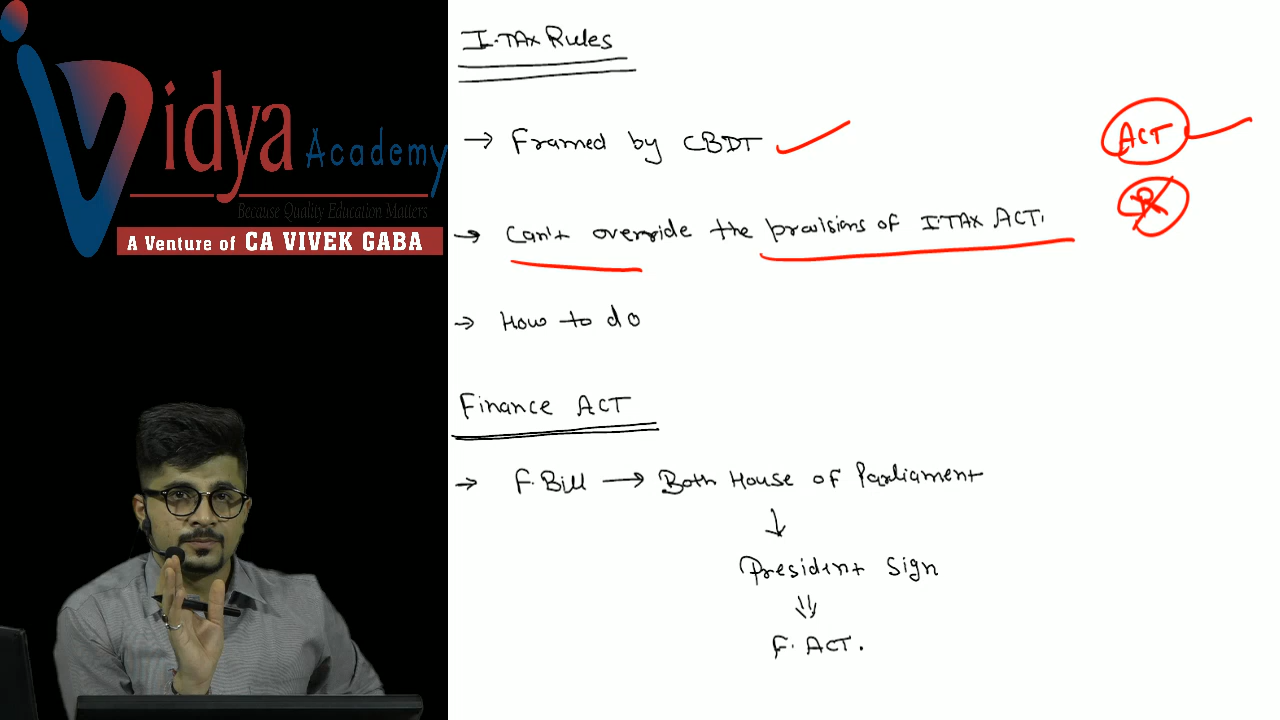 Vidya Academy
Because Quality Education Matters
A Venture of CA VIVEK GABA
I.TAX Rules
→ Framed by CBDT ✓
ACT ✓
R
→ Can't override the provisions of I.TAX ACT.
→ How to do
Finance ACT
→ F. Bill → Both House of Parliament
↓
President Sign
⇓
F. ACT.